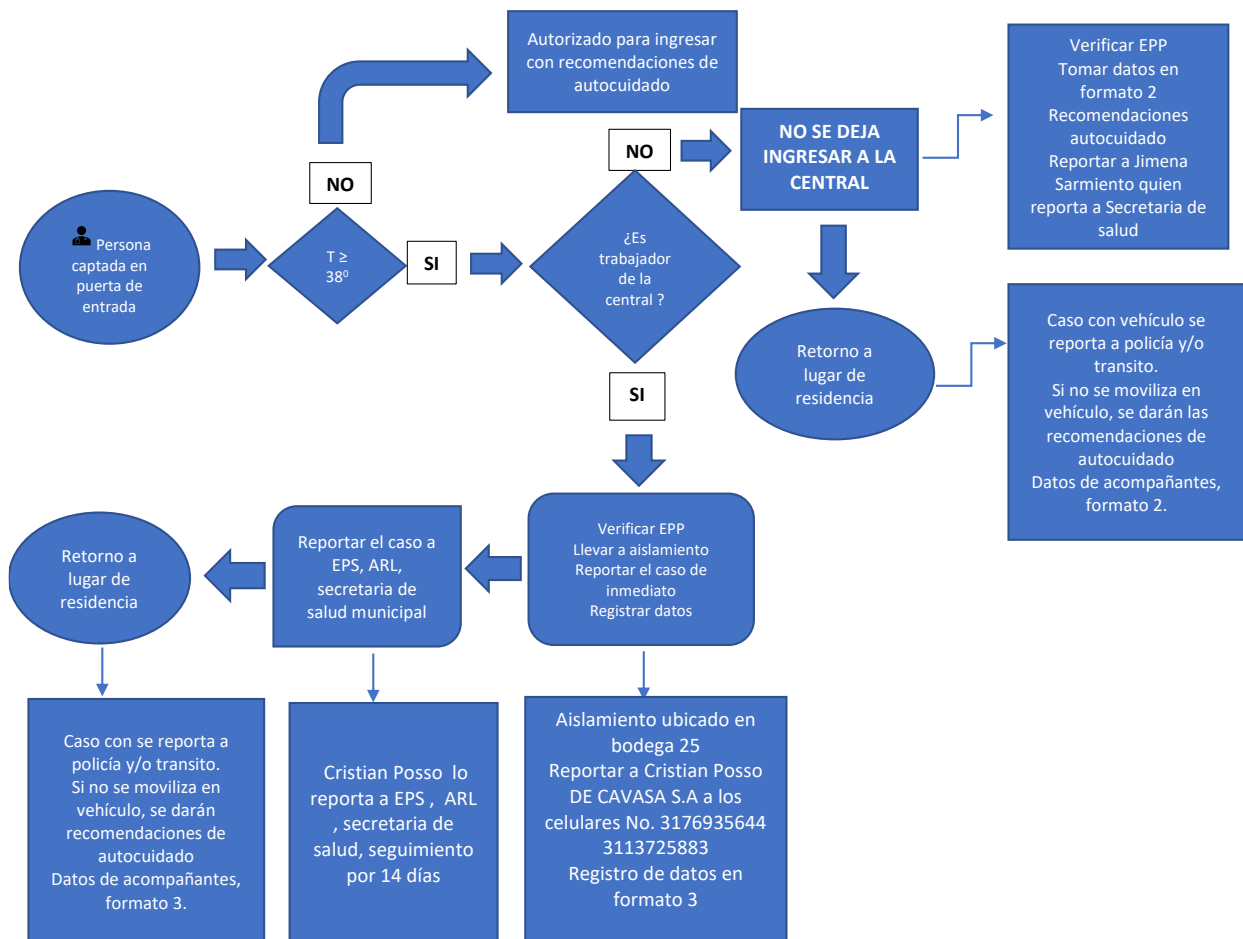 Persona
captada en
puerta de
entrada
T ≥
38⁰
NO
Autorizado para ingresar
con recomendaciones de
autocuidado
SI
¿Es
trabajador
de la
central ?
NO
NO SE DEJA
INGRESAR A LA
CENTRAL
Verificar EPP
Tomar datos en
formato 2
Recomendaciones
autocuidado
Reportar a Jimena
Sarmiento quien
reporta a Secretaria de
salud
Retorno a
lugar de
residencia
Caso con vehículo se
reporta a policía y/o
transito.
Si no se moviliza en
vehículo, se darán las
recomendaciones de
autocuidado
Datos de acompañantes,
formato 2.
SI
Verificar EPP
Llevar a aislamiento
Reportar el caso de
inmediato
Registrar datos
Reportar el caso a
EPS, ARL,
secretaria de
salud municipal
Retorno a
lugar de
residencia
Caso con se reporta a
policía y/o transito.
Si no se moviliza en
vehículo, se darán
recomendaciones de
autocuidado
Datos de acompañantes,
formato 3.
Cristian Posso lo
reporta a EPS , ARL
, secretaria de
salud, seguimiento
por 14 días
Aislamiento ubicado en
bodega 25
Reportar a Cristian Posso
DE CAVASA S.A a los
celulares No. 3176935644
3113725883
Registro de datos en
formato 3